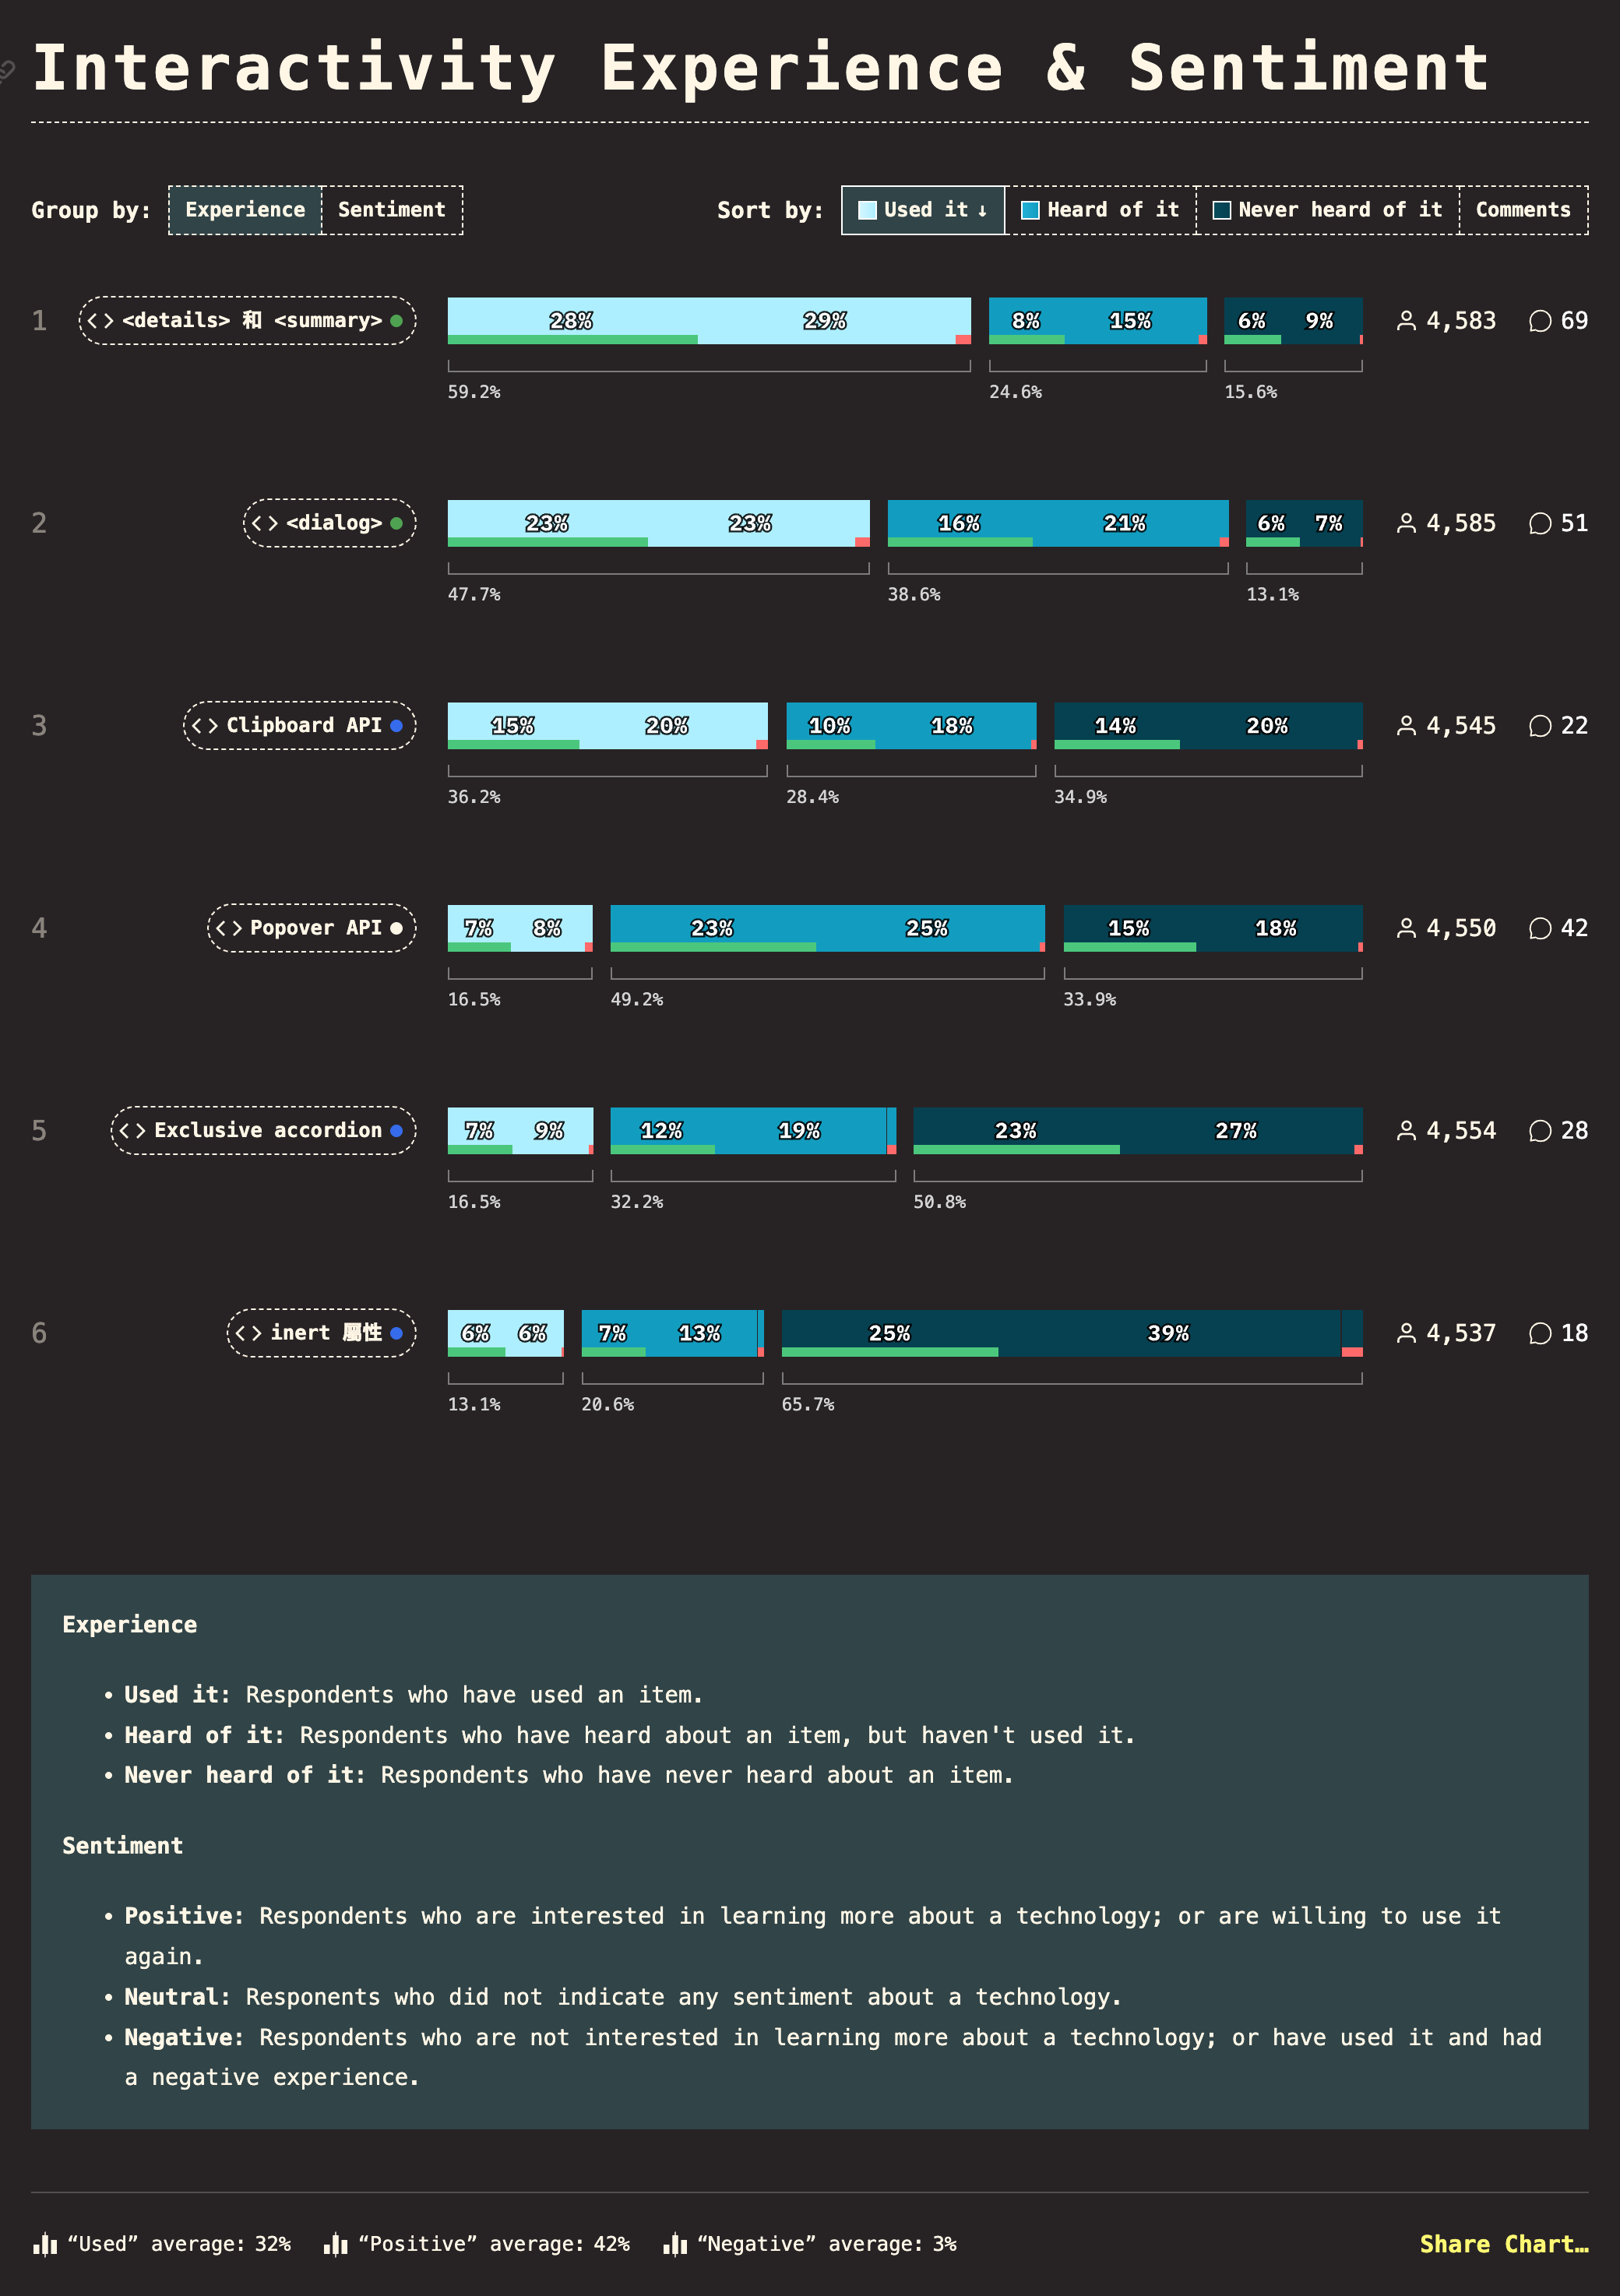 Interactivity Experience & Sentiment
Group by: Experience Sentiment Sort by: Used it ↓ Heard of it Never heard of it Comments
1 <> <details> 和 <summary> 28% 29% 8% 15% 6% 9% 4,583 69
59.2% 24.6% 15.6%
2 <> <dialog> 23% 23% 16% 21% 6% 7% 4,585 51
47.7% 38.6% 13.1%
3 <> Clipboard API 15% 20% 10% 18% 14% 20% 4,545 22
36.2% 28.4% 34.9%
4 <> Popover API 7% 8% 23% 25% 15% 18% 4,550 42
16.5% 49.2% 33.9%
5 <> Exclusive accordion 7% 9% 12% 19% 23% 27% 4,554 28
16.5% 32.2% 50.8%
6 <> inert 屬性 6% 6% 7% 13% 25% 39% 4,537 18
13.1% 20.6% 65.7%
Experience
• Used it: Respondents who have used an item.
• Heard of it: Respondents who have heard about an item, but haven't used it.
• Never heard of it: Respondents who have never heard about an item.
Sentiment
• Positive: Respondents who are interested in learning more about a technology; or are willing to use it
again.
• Neutral: Responents who did not indicate any sentiment about a technology.
• Negative: Respondents who are not interested in learning more about a technology; or have used it and had
a negative experience.
“Used” average: 32% “Positive” average: 42% “Negative” average: 3% Share Chart…